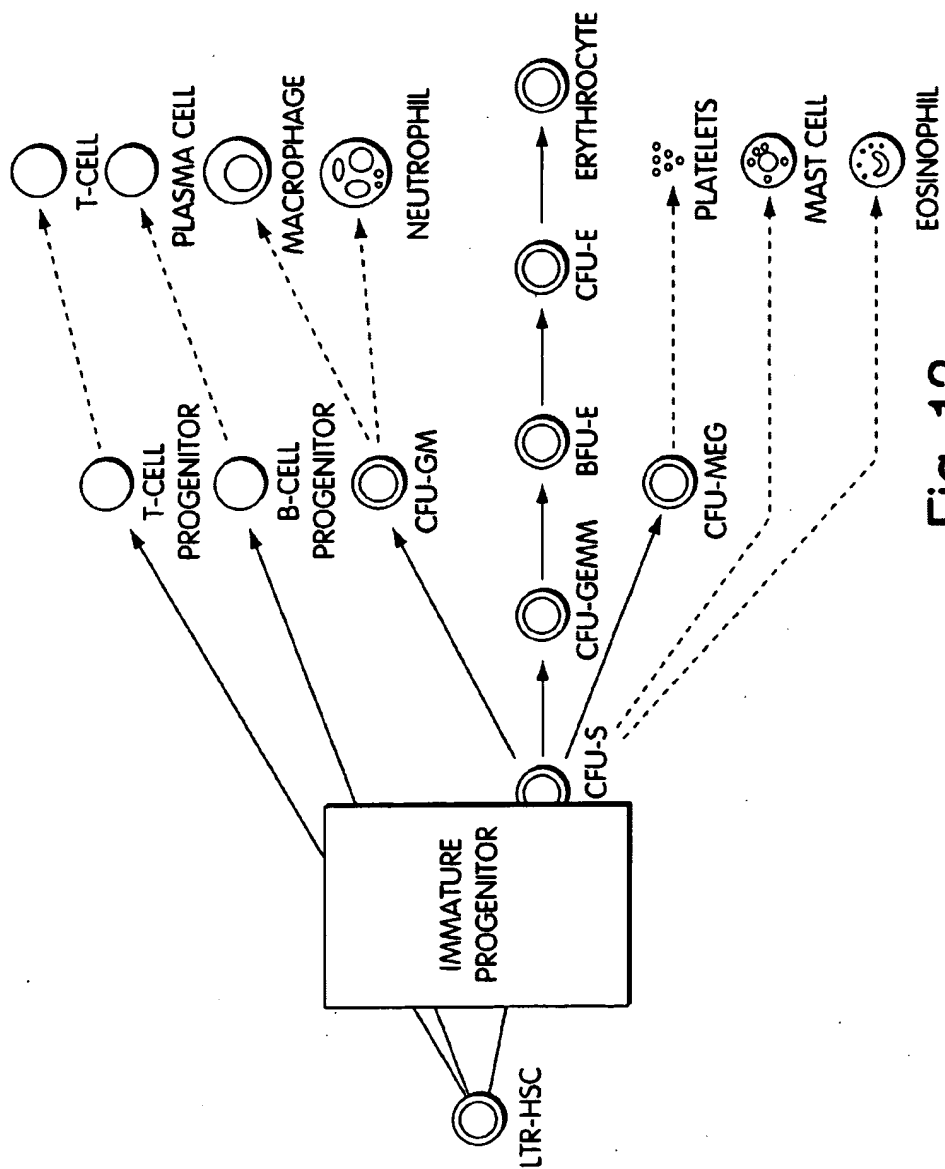 LTR-HSC
IMMATURE
PROGENITOR
CFU-S
T-CELL
PROGENITOR
B-CELL
PROGENITOR
CFU-GM
CFU-GEMM
BFU-E
CFU-E
ERYTHROCYTE
CFU-MEG
T-CELL
PLASMA CELL
MACROPHAGE
NEUTROPHIL
PLATELETS
MAST CELL
EOSINOPHIL